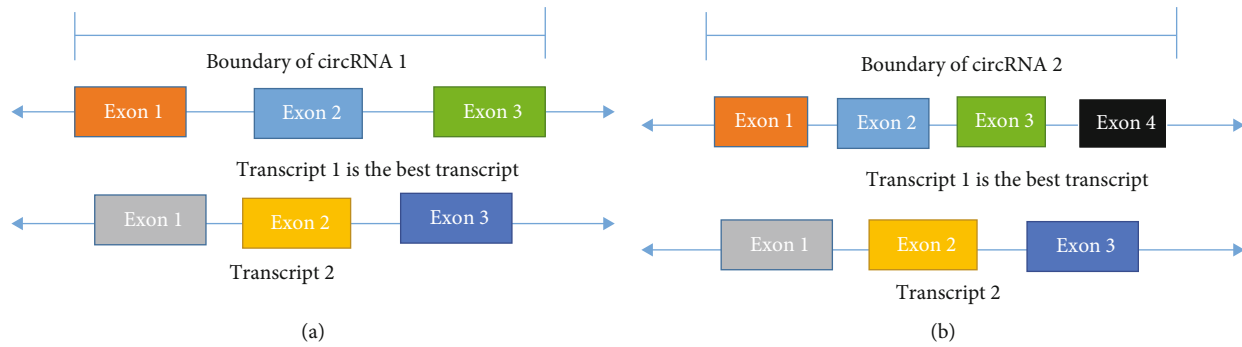 Boundary of circRNA 1
Exon 1
Exon 2
Exon 3
Transcript 1 is the best transcript
Exon 1
Exon 2
Exon 3
Transcript 2
(a)
Boundary of circRNA 2
Exon 1
Exon 2
Exon 3
Exon 4
Transcript 1 is the best transcript
Exon 1
Exon 2
Exon 3
Transcript 2
(b)